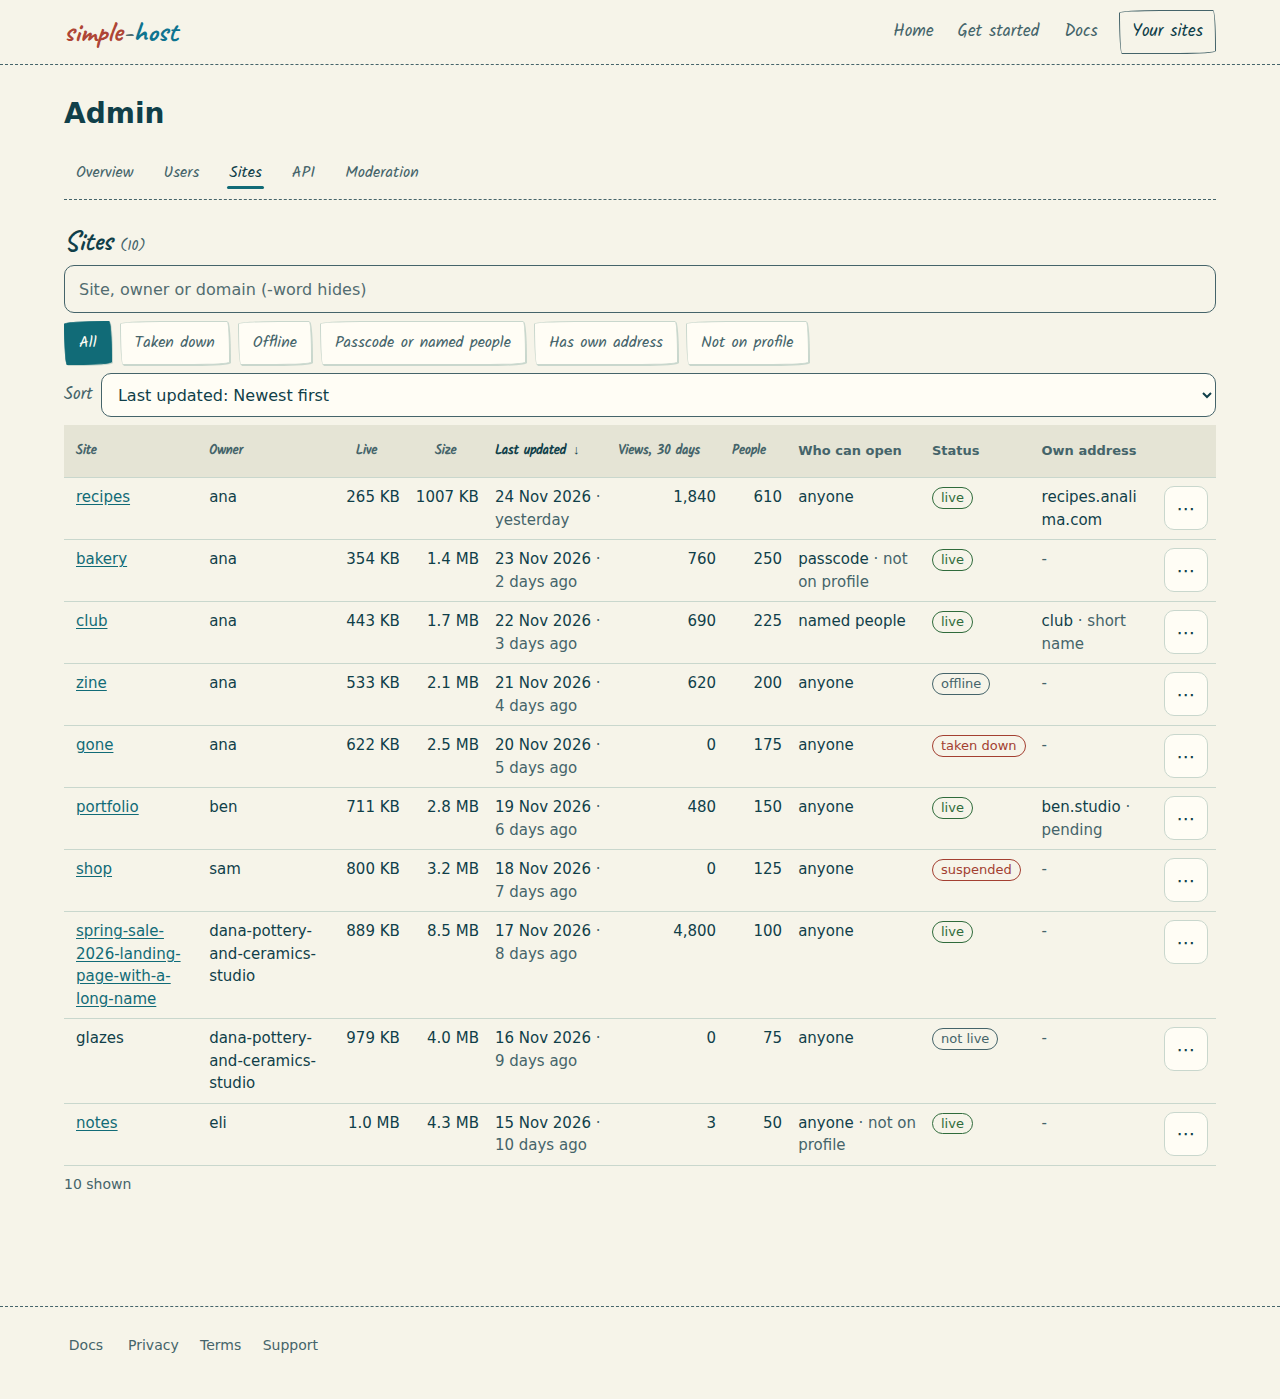 simple-host Home Get started Docs Your sites
Admin
Overview Users Sites API Moderation
Sites (10)
Site, owner or domain (-word hides)
All Taken down Offline Passcode or named people Has own address Not on profile
Sort Last updated: Newest first
Site Owner Live Size Last updated ↓ Views, 30 days People Who can open Status Own address
recipes ana 265 KB 1007 KB 24 Nov 2026 · 1,840 610 anyone live recipes.anali ...
yesterday ma.com
bakery ana 354 KB 1.4 MB 23 Nov 2026 · 760 250 passcode · not live - ...
2 days ago on profile
club ana 443 KB 1.7 MB 22 Nov 2026 · 690 225 named people live club · short ...
3 days ago name
zine ana 533 KB 2.1 MB 21 Nov 2026 · 620 200 anyone offline - ...
4 days ago
gone ana 622 KB 2.5 MB 20 Nov 2026 · 0 175 anyone taken down - ...
5 days ago
portfolio ben 711 KB 2.8 MB 19 Nov 2026 · 480 150 anyone live ben.studio · ...
6 days ago pending
shop sam 800 KB 3.2 MB 18 Nov 2026 · 0 125 anyone suspended - ...
7 days ago
spring-sale- dana-pottery- 889 KB 8.5 MB 17 Nov 2026 · 4,800 100 anyone live - ...
2026-landing- and-ceramics- 8 days ago
page-with-a- studio
long-name
glazes dana-pottery- 979 KB 4.0 MB 16 Nov 2026 · 0 75 anyone not live - ...
and-ceramics- 9 days ago
studio
notes eli 1.0 MB 4.3 MB 15 Nov 2026 · 3 50 anyone · not on live - ...
10 days ago profile
10 shown
Docs Privacy Terms Support